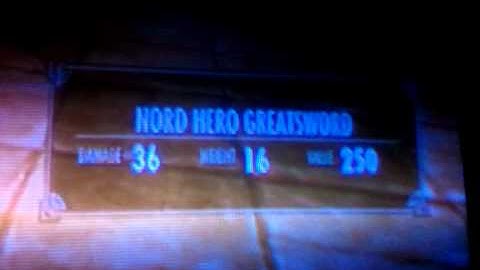 NORD HERO GREATSWORD
DAMAGE 36 WEIGHT 16 VALUE 250